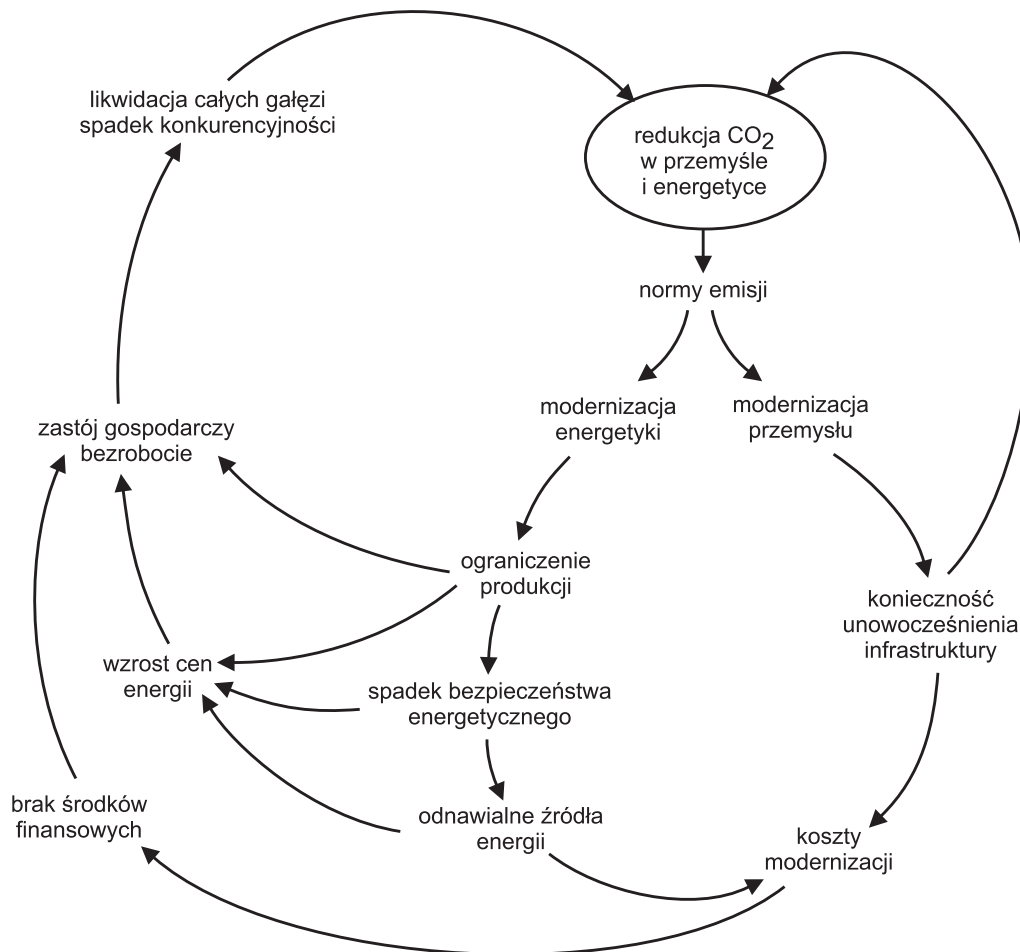 likwidacja całych gałęzi
spadek konkurencyjności
redukcja CO2
w przemyśle
i energetyce
normy emisji
modernizacja
energetyki
modernizacja
przemysłu
zastój gospodarczy
bezrobocie
ograniczenie
produkcji
konieczność
unowocześnienia
infrastruktury
wzrost cen
energii
spadek bezpieczeństwa
energetycznego
brak środków
finansowych
odnawialne źródła
energii
koszty
modernizacji